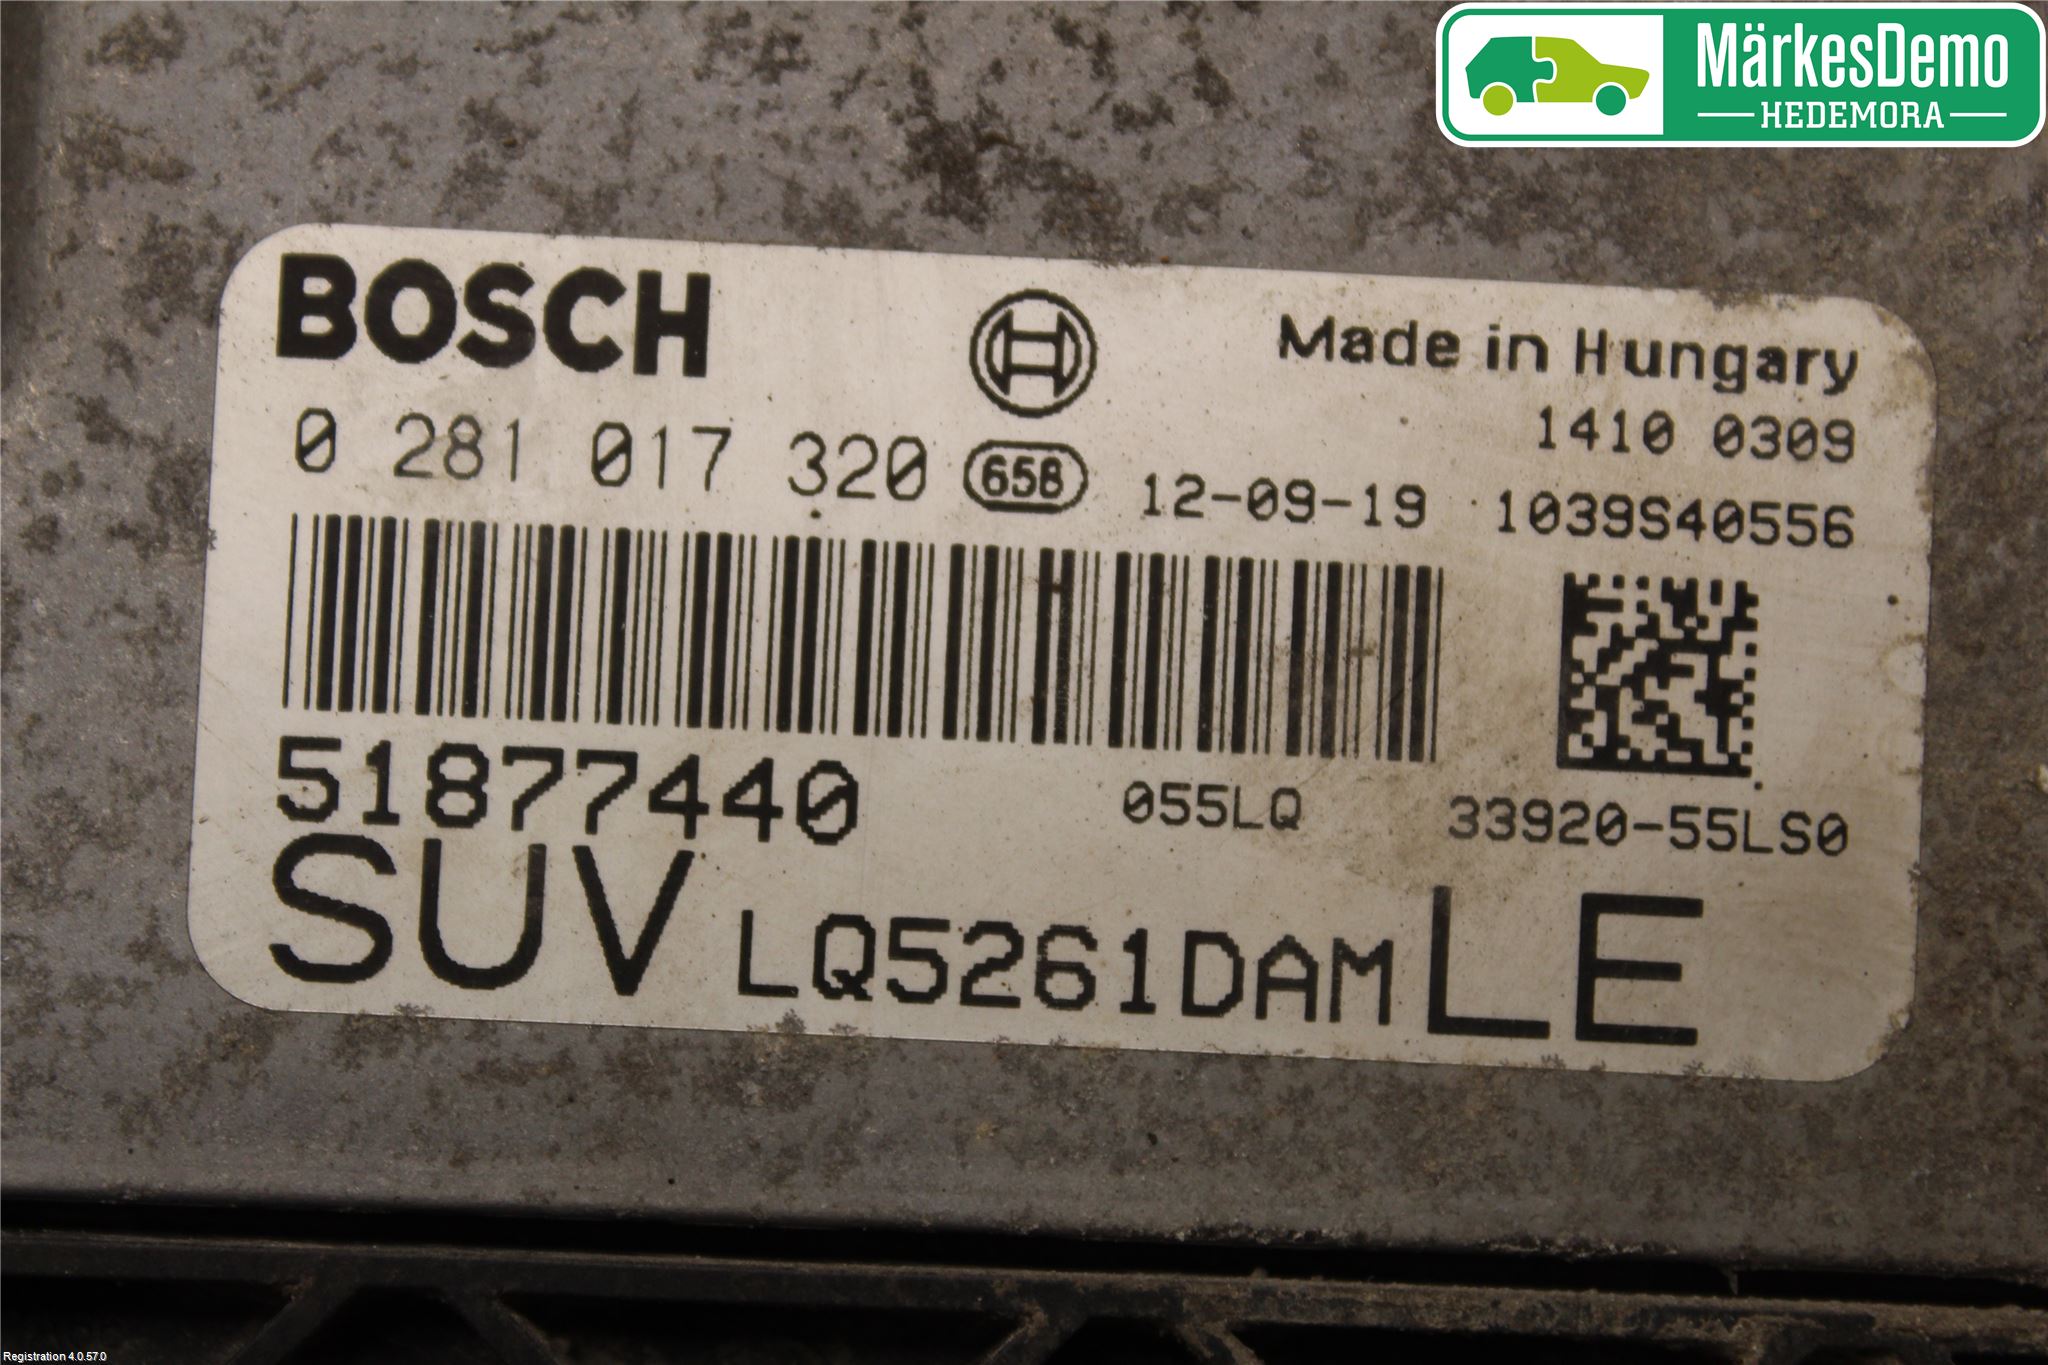 MärkesDemo
HEDEMORA
BOSCH
Made in Hungary
1410 0309
0 281 017 320 658 12-09-19 1039S40556
51877440 055LQ 33920-55LS0
SUV LQ5261DAM LE
Registration 4.0.57.0